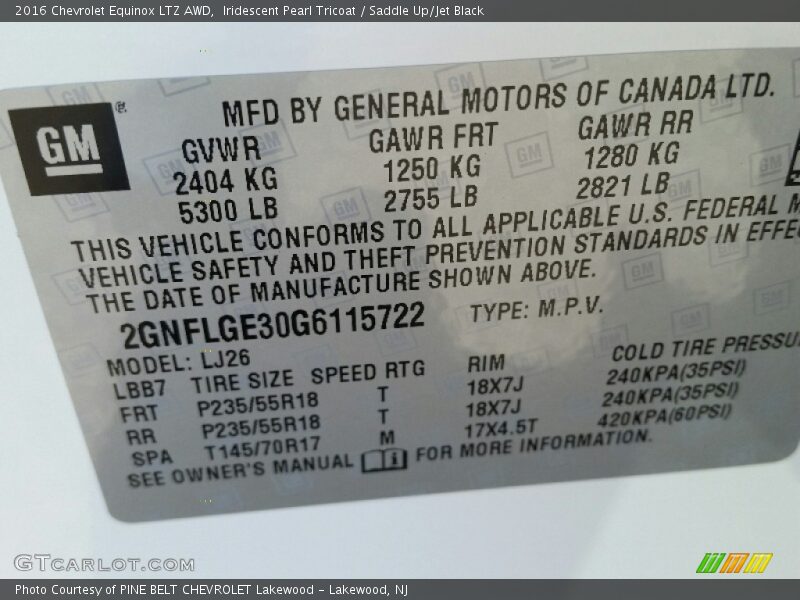 2016 Chevrolet Equinox LTZ AWD,  Iridescent Pearl Tricoat / Saddle Up/Jet Black
GM ®
MFD BY GENERAL MOTORS OF CANADA LTD.
GVWR GAWR FRT GAWR RR
2404 KG 1250 KG 1280 KG
5300 LB 2755 LB 2821 LB
THIS VEHICLE CONFORMS TO ALL APPLICABLE U.S. FEDERAL M
VEHICLE SAFETY AND THEFT PREVENTION STANDARDS IN EFFE
THE DATE OF MANUFACTURE SHOWN ABOVE.
2GNFLGE30G6115722 TYPE: M.P.V.
MODEL: LJ26
LBB7 TIRE SIZE SPEED RTG RIM COLD TIRE PRESSU
FRT P235/55R18 T 18X7J 240KPA(35PSI)
RR P235/55R18 T 18X7J 240KPA(35PSI)
SPA T145/70R17 M 17X4.5T 420KPA(60PSI)
SEE OWNER'S MANUAL FOR MORE INFORMATION.
GTCARLOT.COM
Photo Courtesy of PINE BELT CHEVROLET Lakewood - Lakewood, NJ